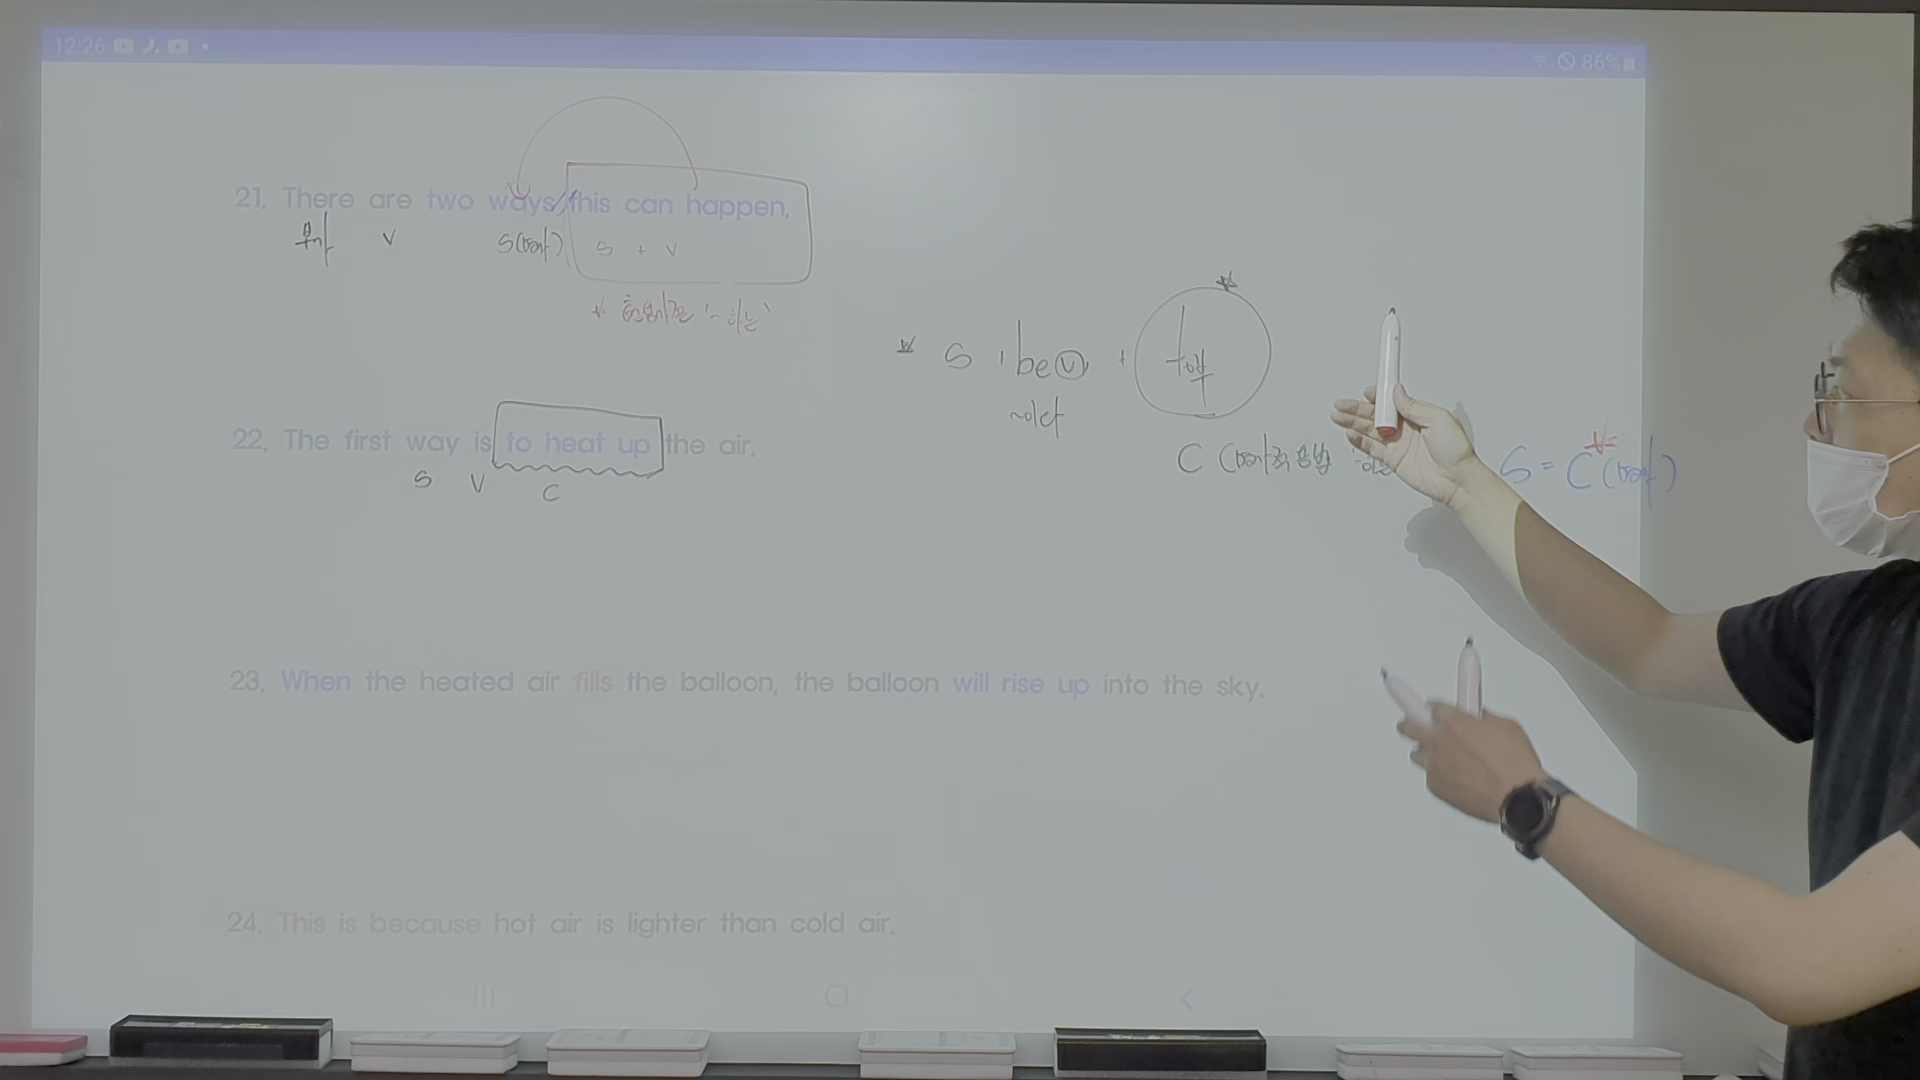 12:26
86%
21. There are two ways this can happen.
부사 V S(명사) S + V
* 형용사절 '~하는'
* S + be V + to부
~이다
C (명사적용법
S = C (명사)
22. The first way is to heat up the air.
S V C
23. When the heated air fills the balloon, the balloon will rise up into the sky.
24. This is because hot air is lighter than cold air.